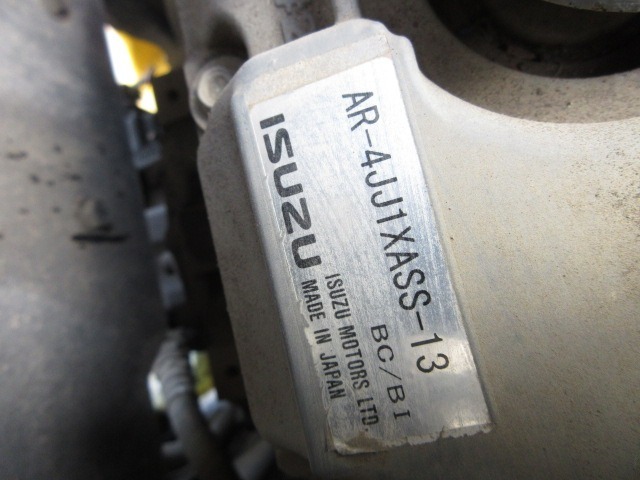 AR-4JJ1XASS-13
BC/BI
ISUZU
ISUZU MOTORS LTD.
MADE IN JAPAN